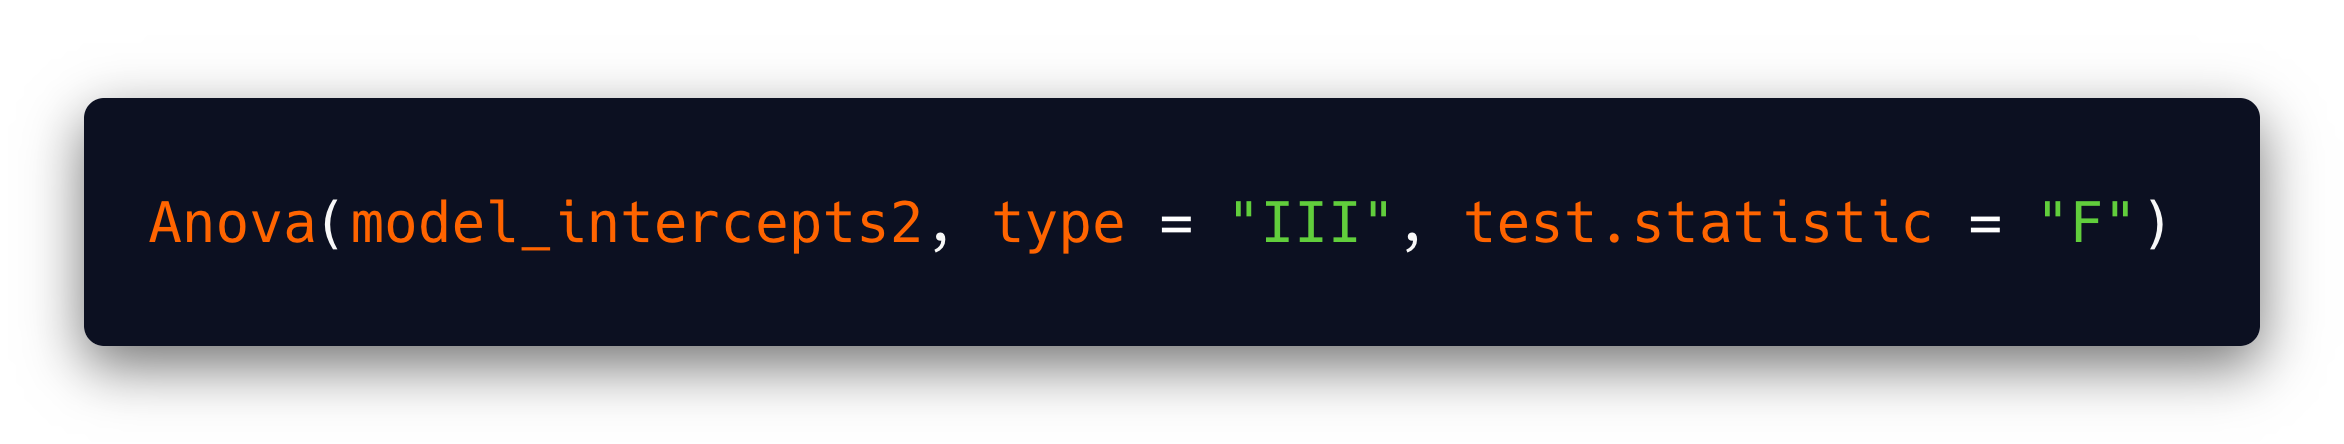 Anova(model_intercepts2, type = "III", test.statistic = "F")